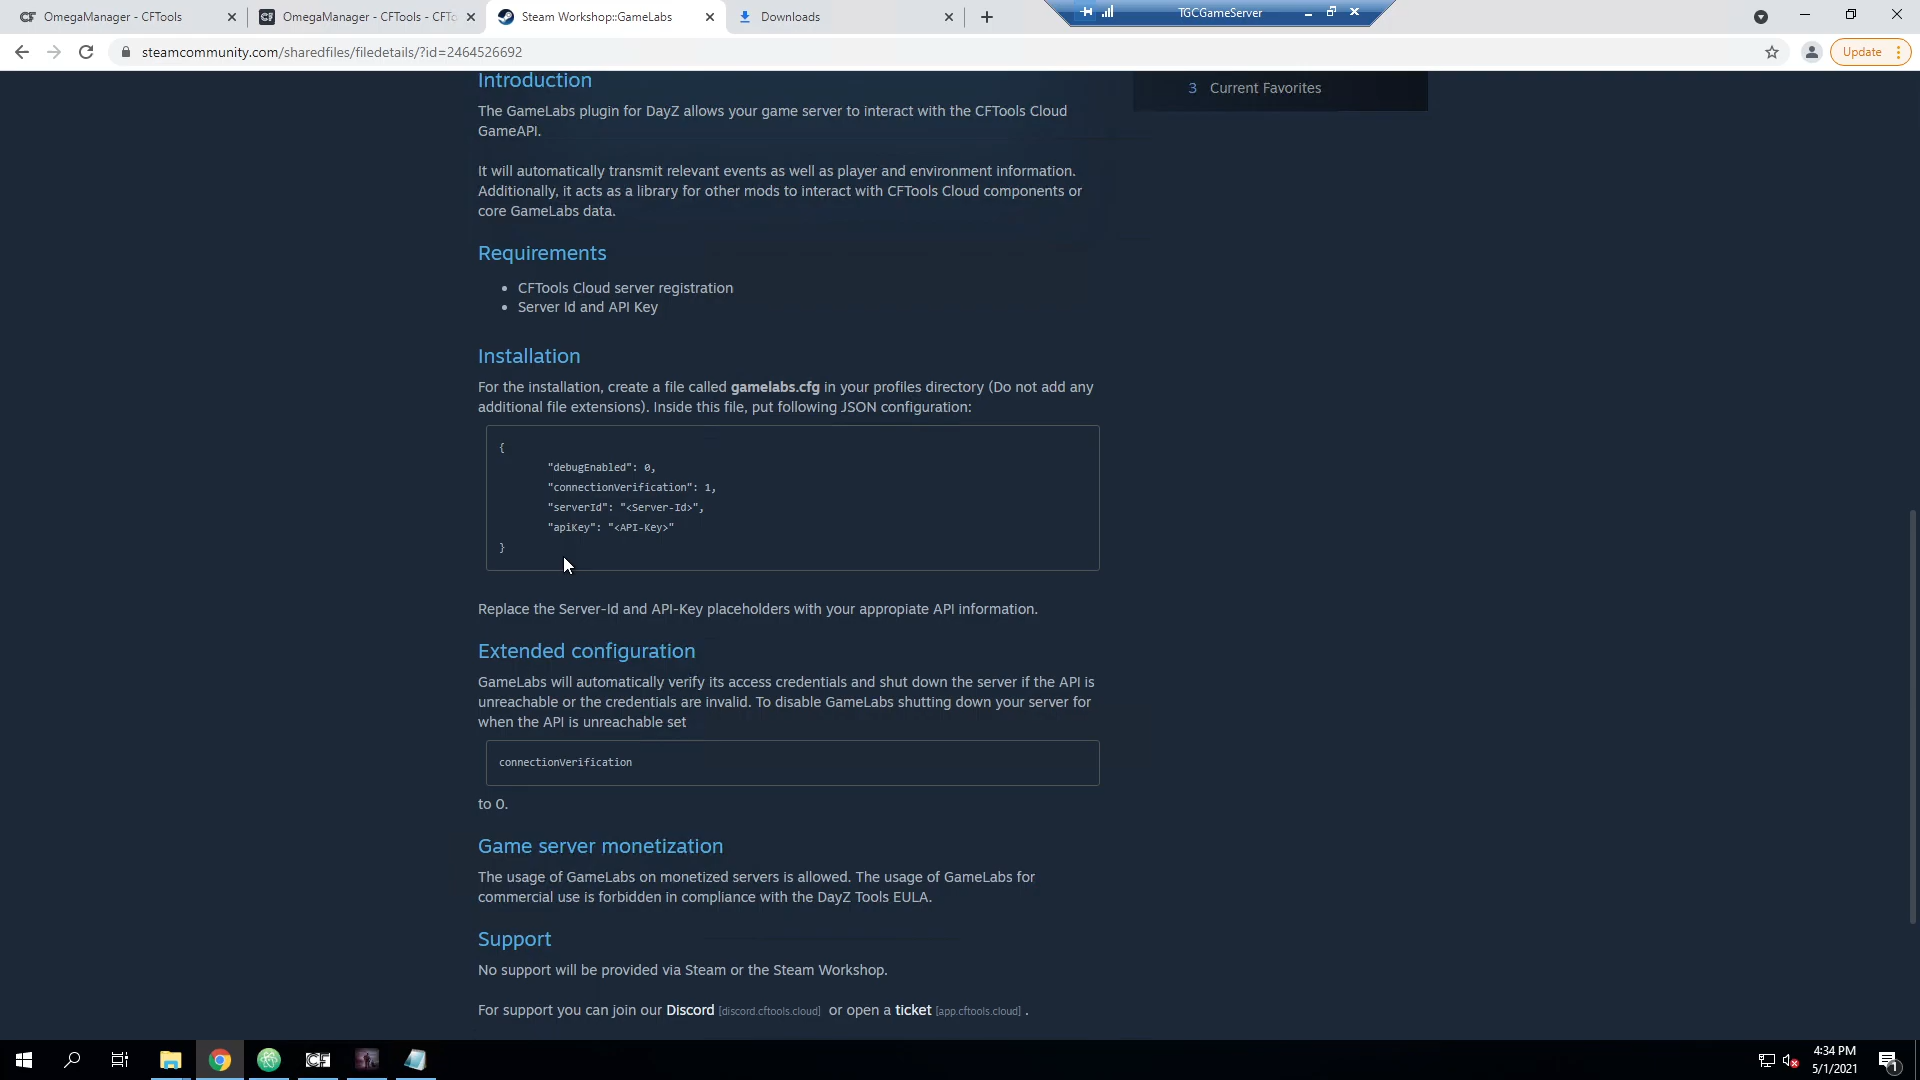 OmegaManager - CFTools
OmegaManager - CFTools - CFTo
Steam Workshop::GameLabs
Downloads
TGCGameServer
steamcommunity.com/sharedfiles/filedetails/?id=2464526692
Update
Introduction
3 Current Favorites
The GameLabs plugin for DayZ allows your game server to interact with the CFTools Cloud
GameAPI.
It will automatically transmit relevant events as well as player and environment information.
Additionally, it acts as a library for other mods to interact with CFTools Cloud components or
core GameLabs data.
Requirements
• CFTools Cloud server registration
• Server Id and API Key
Installation
For the installation, create a file called gamelabs.cfg in your profiles directory (Do not add any
additional file extensions). Inside this file, put following JSON configuration:
{
"debugEnabled": 0,
"connectionVerification": 1,
"serverId": "<Server-Id>",
"apiKey": "<API-Key>"
}
Replace the Server-Id and API-Key placeholders with your appropiate API information.
Extended configuration
GameLabs will automatically verify its access credentials and shut down the server if the API is
unreachable or the credentials are invalid. To disable GameLabs shutting down your server for
when the API is unreachable set
connectionVerification
to 0.
Game server monetization
The usage of GameLabs on monetized servers is allowed. The usage of GameLabs for
commercial use is forbidden in compliance with the DayZ Tools EULA.
Support
No support will be provided via Steam or the Steam Workshop.
For support you can join our Discord [discord.cftools.cloud] or open a ticket [app.cftools.cloud] .
4:34 PM
5/1/2021
1